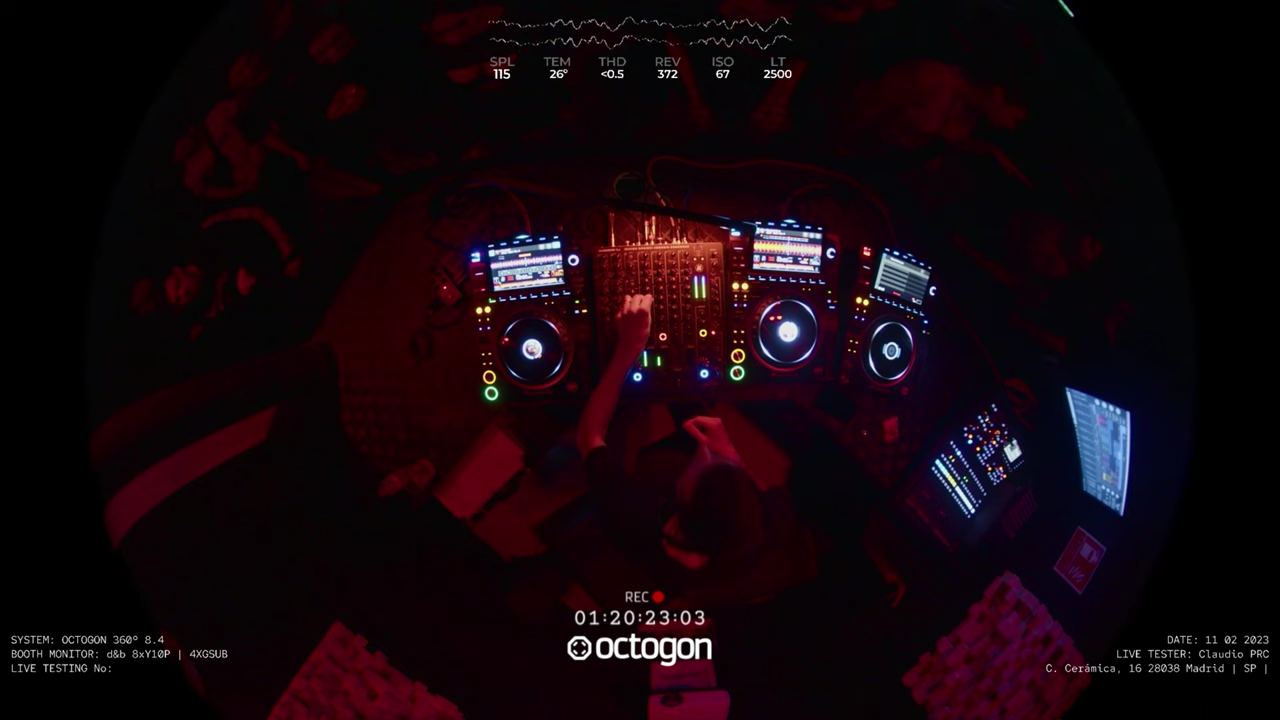 SPL TEM THD REV ISO LT
115 26° <0.5 372 67 2500
REC
01:20:23:03
octogon
SYSTEM: OCTOGON 360º 8.4
BOOTH MONITOR: d&b 8xY10P | 4XGSUB
LIVE TESTING No:
DATE: 11 02 2023
LIVE TESTER: Claudio PRC
C. Cerámica, 16 28038 Madrid | SP |